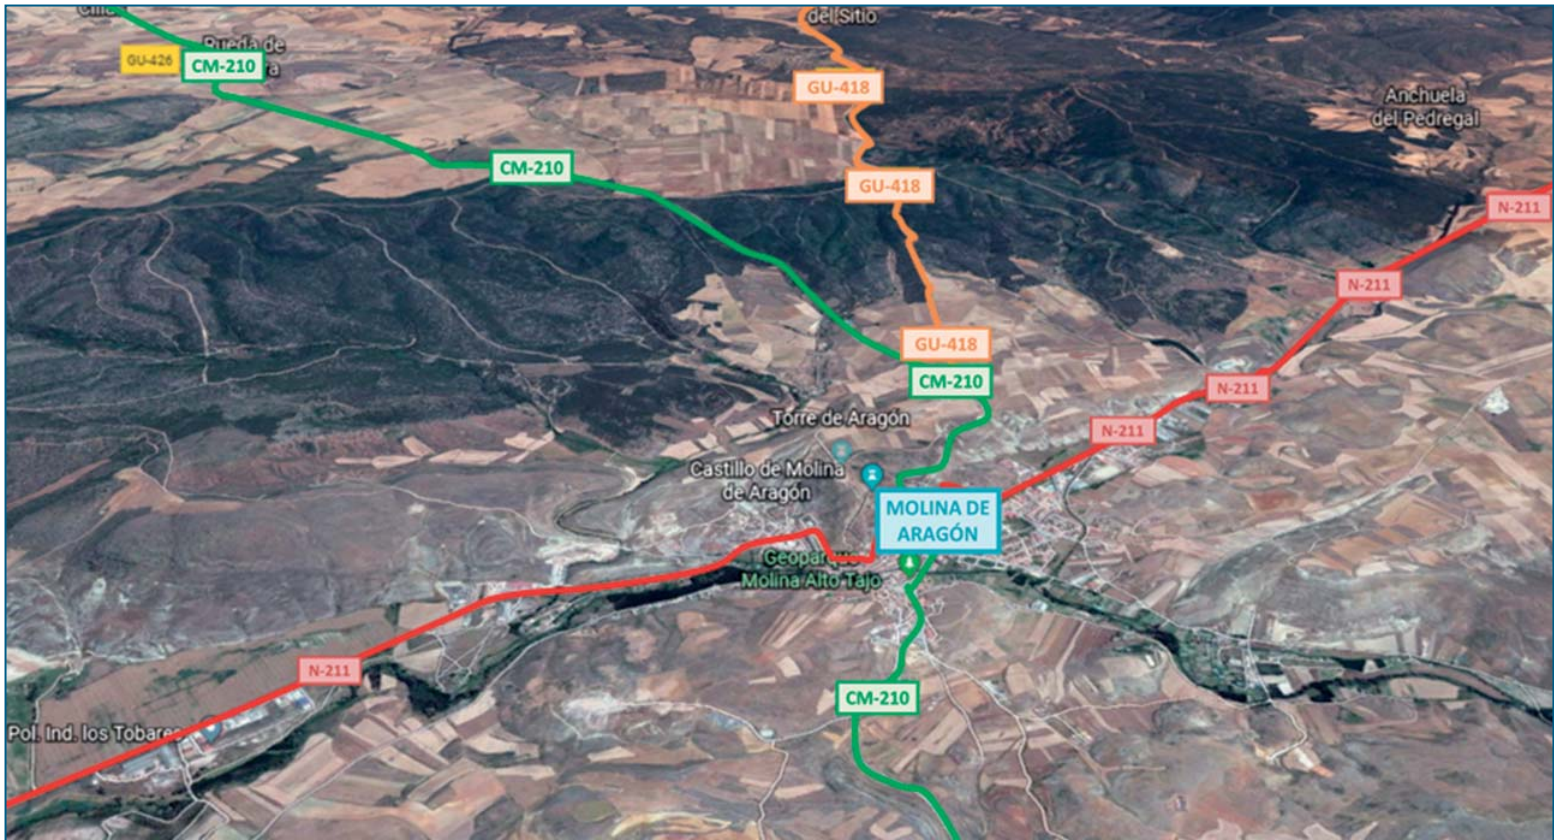 del Sitio
GU-426
CM-210
Rueda de
GU-418
Anchuela
del Pedregal
CM-210
GU-418
N-211
N-211
GU-418
CM-210
N-211
N-211
Torre de Aragón
Castillo de Molina
de Aragón
MOLINA DE
ARAGÓN
Geoparque
Molina Alto Tajo
N-211
CM-210
Pol. Ind. los Tobares